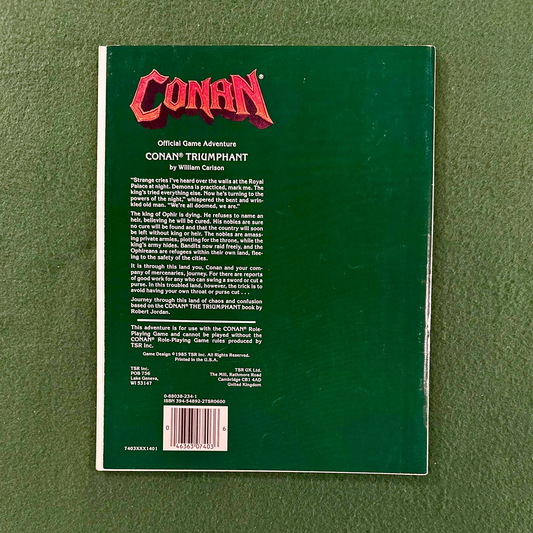 CONAN®
Official Game Adventure
CONAN® TRIUMPHANT
by William Carlson
"Strange cries I've heard over the walls at the Royal
Palace at night. Demons is practiced, mark me. The
king's tried everything else. Now he's turning to the
powers of the night," whispered the bent and wrin-
kled old man. "We're all doomed, we are."
The king of Ophir is dying. He refuses to name an
heir, believing he will be cured. His nobles are sure
no cure will be found and that the country will soon
be left without king or heir. The nobles are amass-
ing private armies, plotting for the throne, while the
king's army hides. Bandits now raid freely, and the
Ophireans are refugees within their own land, flee-
ing to the safety of the cities.
It is through this land you, Conan and your com-
pany of mercenaries, journey. For there are reports
of good work for any who can swing a sword or cut a
purse. In this troubled land, however, the trick is to
avoid having your own throat or purse cut . . .
Journey through this land of chaos and confusion
based on the CONAN® THE TRIUMPHANT book by
Robert Jordan.
This adventure is for use with the CONAN® Role-
Playing Game and cannot be played without the
CONAN® Role-Playing Game rules produced by
TSR Inc.
Game Design ©1985 TSR Inc. All Rights Reserved.
Printed in the U.S.A.
TSR Inc.
POB 756
Lake Geneva,
WI 53147
TSR UK Ltd.
The Mill, Rathmore Road
Cambridge CB1 4AD
United Kingdom
0-88038-234-1
ISBN 394-54892-2TSR0600
0 46363 07403 6
7403XXX1401